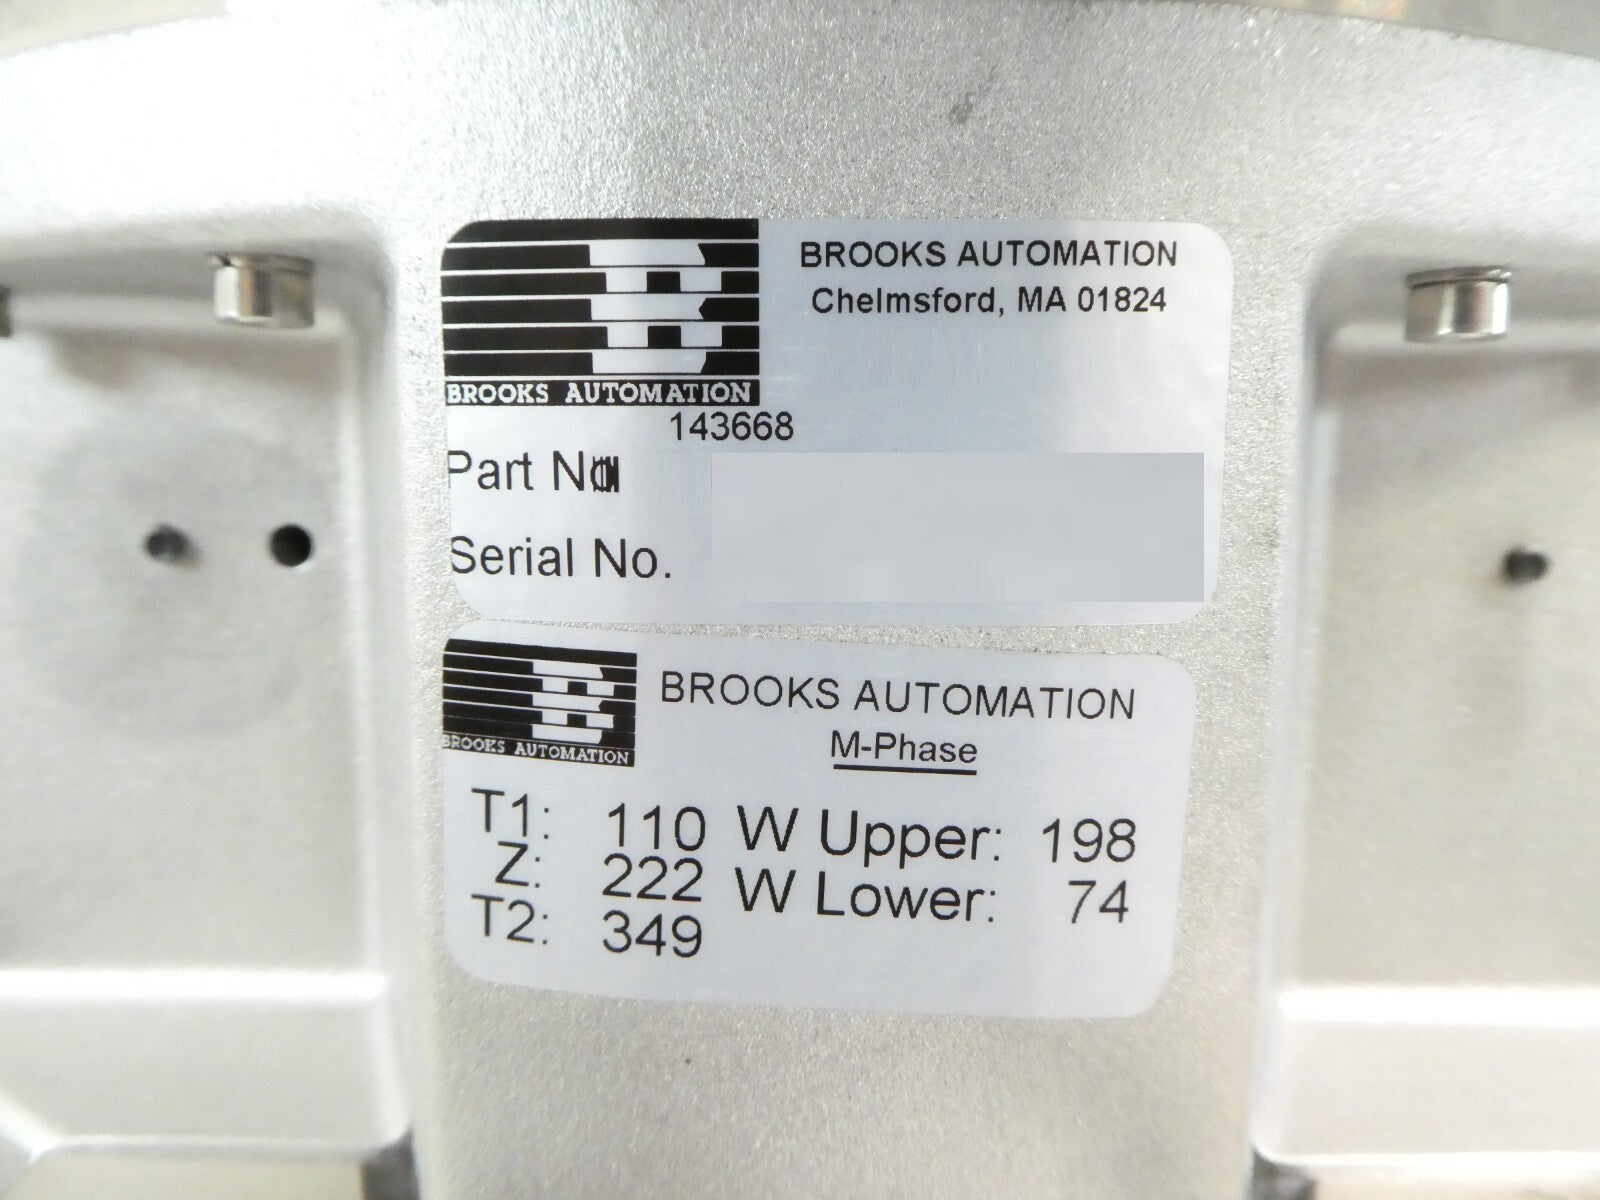 BROOKS AUTOMATION
Chelmsford, MA 01824
BROOKS AUTOMATION
143668
Part No
Serial No.
BROOKS AUTOMATION
M-Phase
BROOKS AUTOMATION
T1: 110 W Upper: 198
Z: 222 W Lower: 74
T2: 349